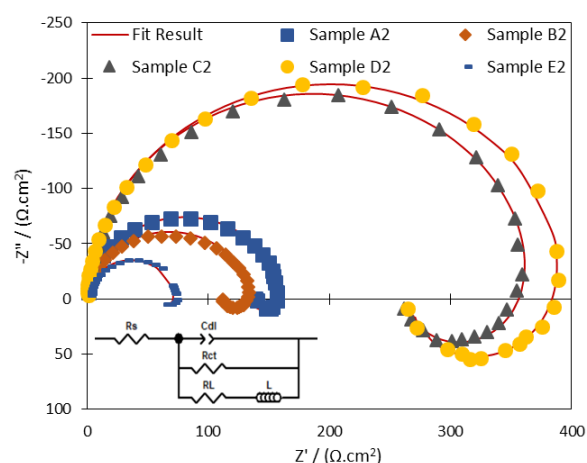 -250
Fit Result Sample A2 Sample B2
-200
Sample C2 Sample D2 Sample E2
-150
-100
-50
0
50
100
-Z'' / (Ω.cm²)
Rs Cdl
Rct
RL L
0 100 200 300 400
Z' / (Ω.cm²)